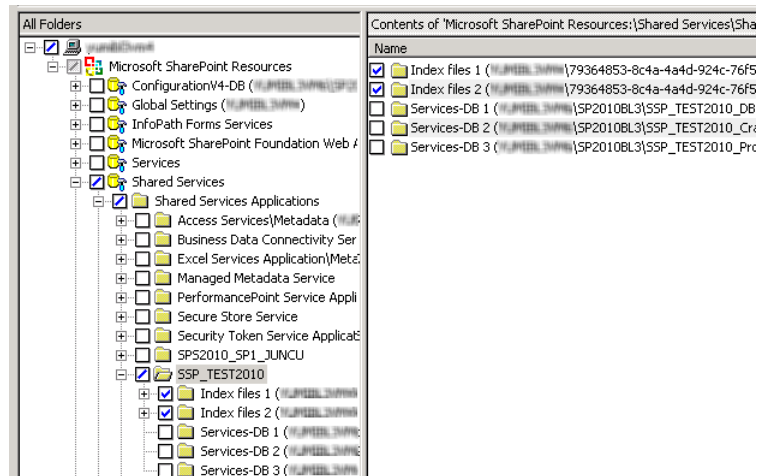 All Folders
Contents of 'Microsoft SharePoint Resources:\Shared Services\Sha
Name
Microsoft SharePoint Resources
ConfigurationV4-DB (
Global Settings ( )
InfoPath Forms Services
Microsoft SharePoint Foundation Web A
Services
Shared Services
Shared Services Applications
Access Services\Metadata (
Business Data Connectivity Ser
Excel Services Application\Meta
Managed Metadata Service
PerformancePoint Service Appli
Secure Store Service
Security Token Service Applicat
SPS2010_SP1_JUNCU
SSP_TEST2010
Index files 1 (
Index files 2 (
Services-DB 1 (
Services-DB 2 (
Services-DB 3 (
Index files 1 ( \79364853-8c4a-4a4d-924c-76f5
Index files 2 ( \79364853-8c4a-4a4d-924c-76f5
Services-DB 1 ( \SP2010BL3\SSP_TEST2010_DB
Services-DB 2 ( \SP2010BL3\SSP_TEST2010_Cra
Services-DB 3 ( \SP2010BL3\SSP_TEST2010_Pro